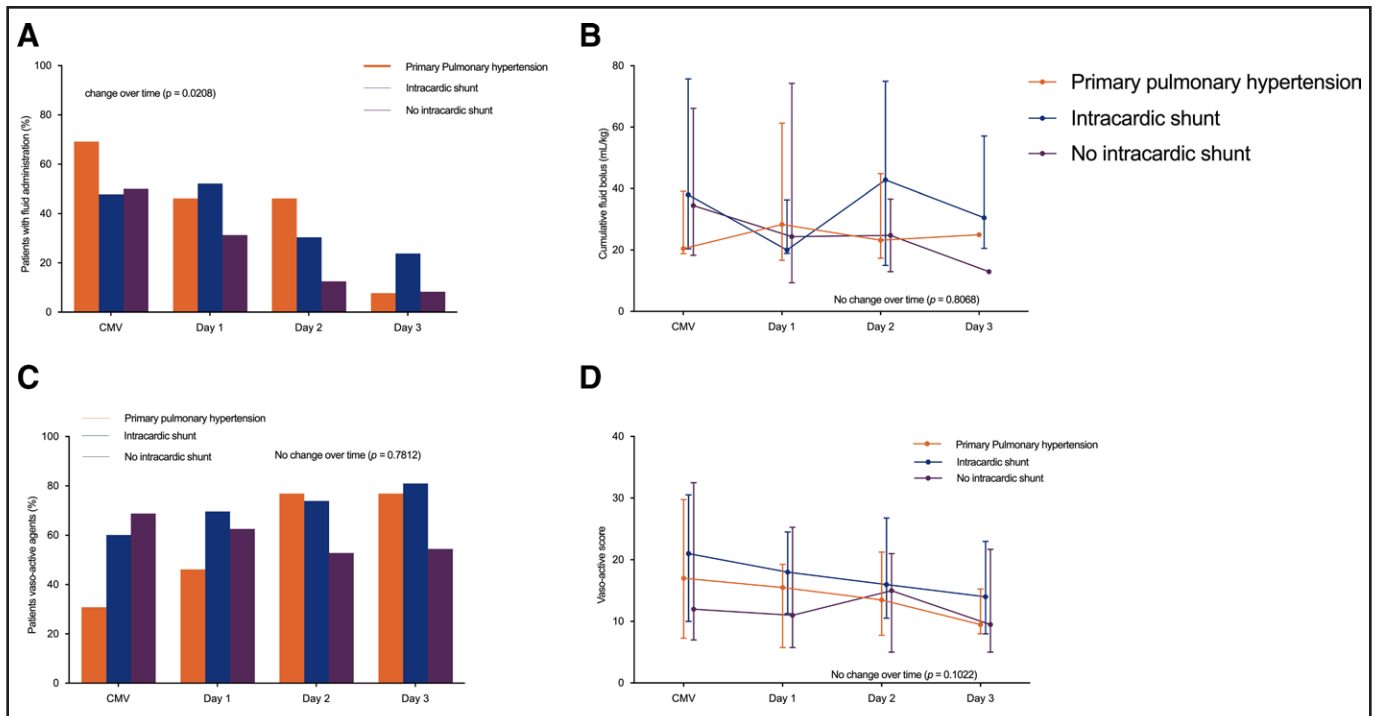 A
100
80
60
40
20
0
Patients with fluid administration (%)
change over time (p = 0.0208)
Primary Pulmonary hypertension
Intracardic shunt
No intracardic shunt
CMV Day 1 Day 2 Day 3
B
80
60
40
20
0
Cumulative fluid bolus (mL/kg)
Primary pulmonary hypertension
Intracardic shunt
No intracardic shunt
No change over time (p = 0.8068)
CMV Day 1 Day 2 Day 3
C
Primary pulmonary hypertension
Intracardic shunt
No intracardic shunt
No change over time (p = 0.7812)
100
80
60
40
20
0
Patients vaso-active agents (%)
CMV Day 1 Day 2 Day 3
D
40
30
20
10
0
Vaso-active score
Primary Pulmonary hypertension
Intracardic shunt
No intracardic shunt
No change over time (p = 0.1022)
CMV Day 1 Day 2 Day 3